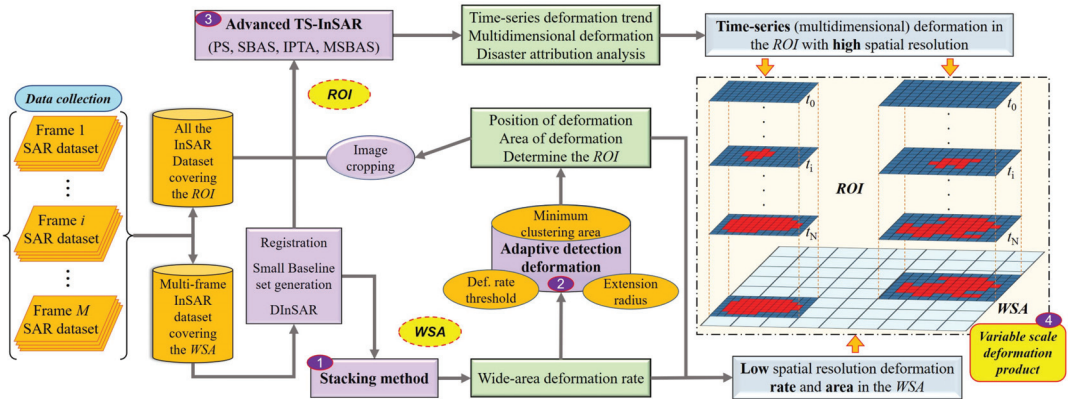 Data collection
Frame 1
SAR dataset
Frame i
SAR dataset
Frame M
SAR dataset
All the
InSAR
Dataset
covering
the ROI
Multi-frame
InSAR
dataset
covering
the WSA
3
Advanced TS-InSAR
(PS, SBAS, IPTA, MSBAS)
ROI
Image
cropping
Registration
Small Baseline
set generation
DInSAR
WSA
1
Stacking method
Time-series deformation trend
Multidimensional deformation
Disaster attribution analysis
Position of deformation
Area of deformation
Determine the ROI
Minimum
clustering area
Adaptive detection
deformation
2
Def. rate
threshold
Extension
radius
Wide-area deformation rate
Time-series (multidimensional) deformation in
the ROI with high spatial resolution
t0
t0
ti
ti
ROI
tN
tN
WSA
4
Variable scale
deformation
product
Low spatial resolution deformation
rate and area in the WSA